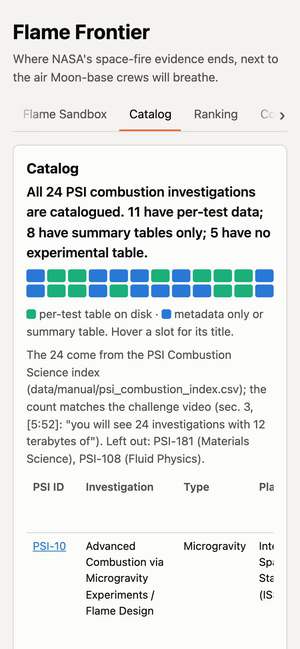 Flame Frontier
Where NASA's space-fire evidence ends, next to
the air Moon-base crews will breathe.
Flame Sandbox Catalog Ranking
Catalog
All 24 PSI combustion investigations
are catalogued. 11 have per-test data;
8 have summary tables only; 5 have no
experimental table.
per-test table on disk · metadata only or
summary table. Hover a slot for its title.
The 24 come from the PSI Combustion
Science index
(data/manual/psi_combustion_index.csv); the
count matches the challenge video (sec. 3,
[5:52]: "you will see 24 investigations with 12
terabytes of"). Left out: PSI-181 (Materials
Science), PSI-108 (Fluid Physics).
PSI ID Investigation Type Pla
PSI-10 Advanced Microgravity Inte
Combustion via Spa
Microgravity Sta
Experiments / (IS
Flame Design